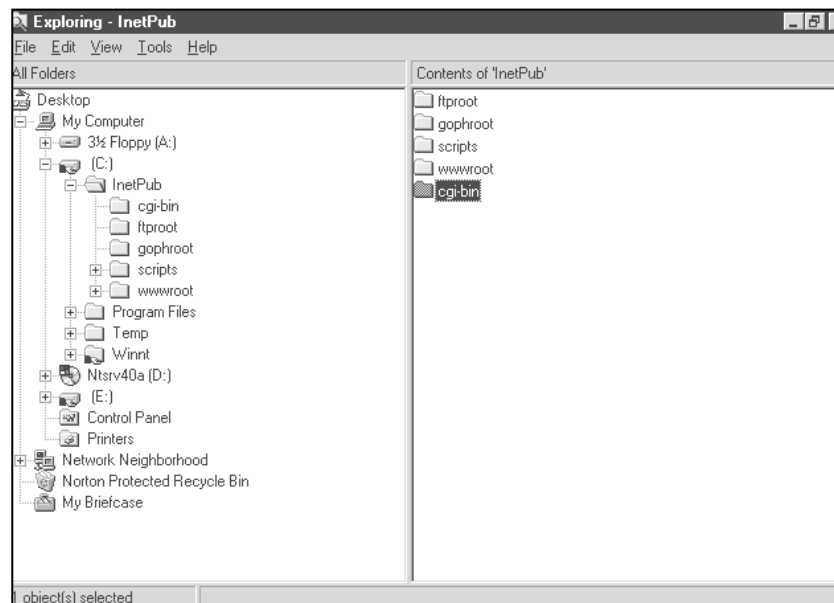 Exploring - InetPub
File Edit View Tools Help
All Folders
Contents of 'InetPub'
Desktop
My Computer
3½ Floppy (A:)
(C:)
InetPub
cgi-bin
ftproot
gophroot
scripts
wwwroot
Program Files
Temp
Winnt
Ntsrv40a (D:)
(E:)
Control Panel
Printers
Network Neighborhood
Norton Protected Recycle Bin
My Briefcase
ftproot
gophroot
scripts
wwwroot
cgi-bin
1 object(s) selected